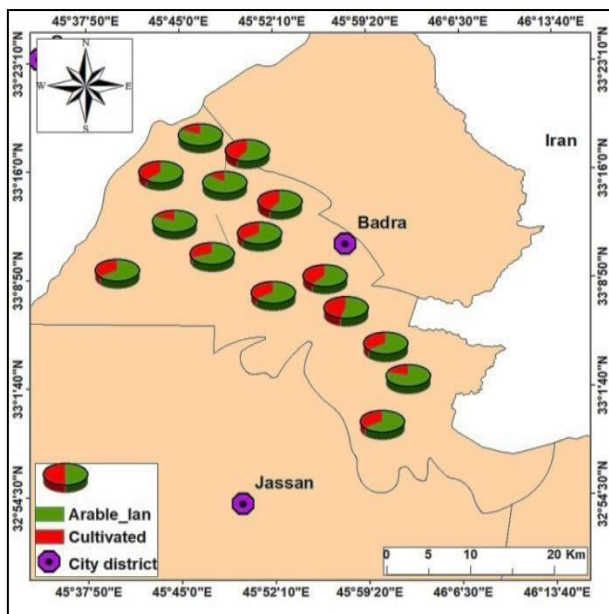 45°37'50"E 45°45'0"E 45°52'10"E 45°59'20"E 46°6'30"E 46°13'40"E
33°23'10"N 33°23'10"N
N
W E
S
Iran
33°16'0"N 33°16'0"N
Badra
33°8'50"N 33°8'50"N
33°1'40"N 33°1'40"N
Jassan
32°54'30"N 32°54'30"N
Arable_lan
Cultivated
City district
0 5 10 20 Km
45°37'50"E 45°45'0"E 45°52'10"E 45°59'20"E 46°6'30"E 46°13'40"E